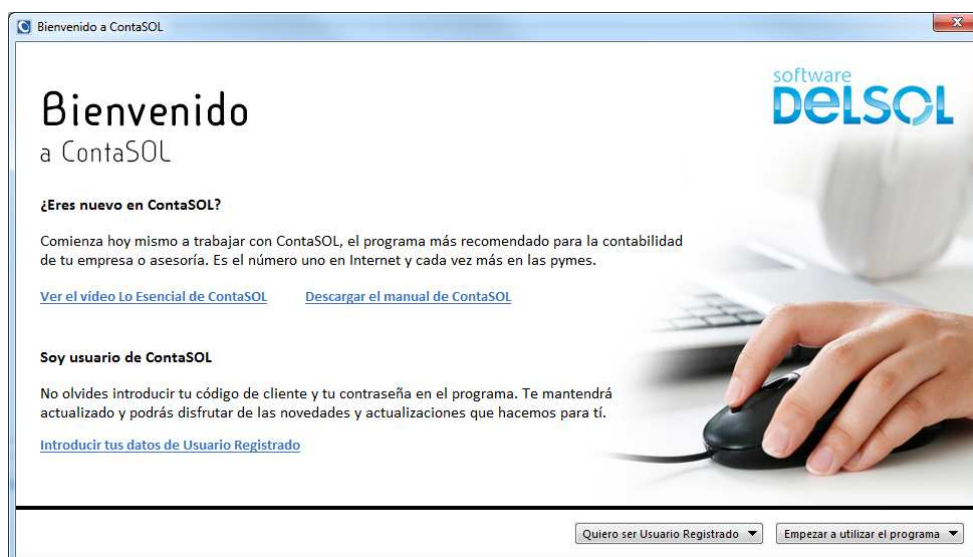 Bienvenido a ContaSOL
software
DELSOL
Bienvenido
a ContaSOL
¿Eres nuevo en ContaSOL?
Comienza hoy mismo a trabajar con ContaSOL, el programa más recomendado para la contabilidad
de tu empresa o asesoría. Es el número uno en Internet y cada vez más en las pymes.
Ver el vídeo Lo Esencial de ContaSOL Descargar el manual de ContaSOL
Soy usuario de ContaSOL
No olvides introducir tu código de cliente y tu contraseña en el programa. Te mantendrá
actualizado y podrás disfrutar de las novedades y actualizaciones que hacemos para tí.
Introducir tus datos de Usuario Registrado
Quiero ser Usuario Registrado Empezar a utilizar el programa